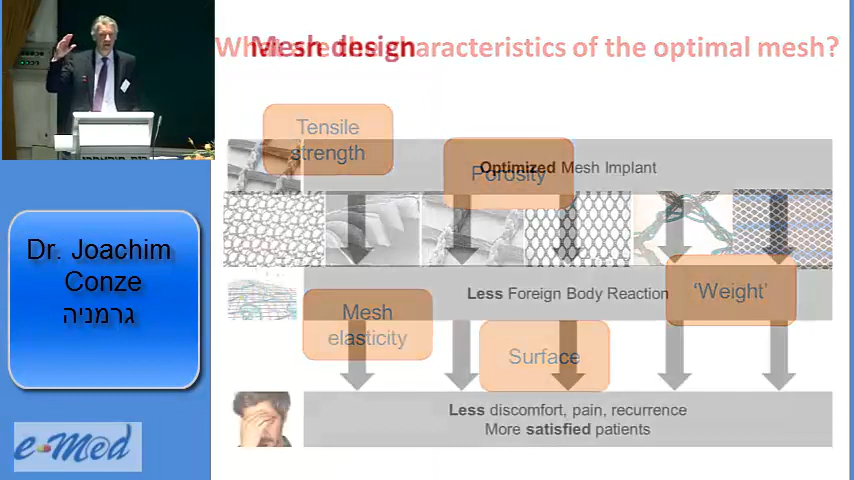 What are the characteristics of the optimal mesh?
Mesh design
Tensile
strength
Optimized Mesh Implant
Porosity
Less Foreign Body Reaction
'Weight'
Mesh
elasticity
Surface
Less discomfort, pain, recurrence
More satisfied patients
Dr. Joachim
Conze
גרמניה
e-Med